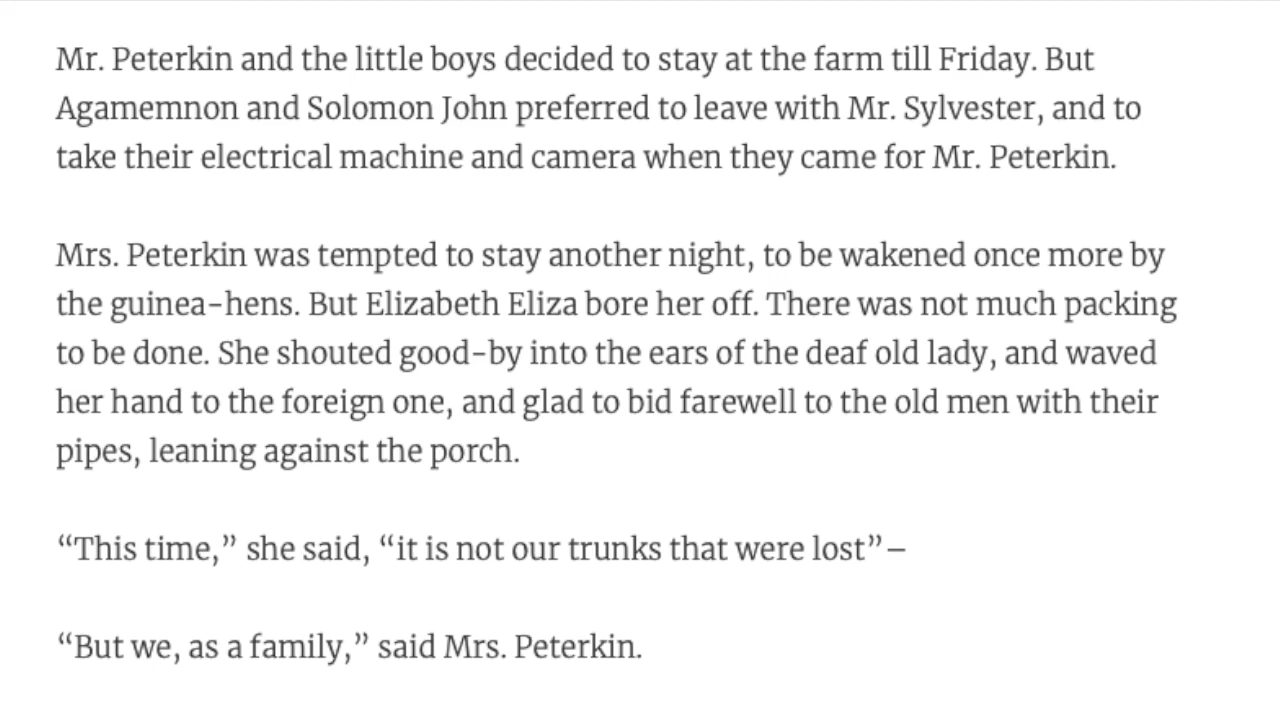 Mr. Peterkin and the little boys decided to stay at the farm till Friday. But
Agamemnon and Solomon John preferred to leave with Mr. Sylvester, and to
take their electrical machine and camera when they came for Mr. Peterkin.
Mrs. Peterkin was tempted to stay another night, to be wakened once more by
the guinea-hens. But Elizabeth Eliza bore her off. There was not much packing
to be done. She shouted good-by into the ears of the deaf old lady, and waved
her hand to the foreign one, and glad to bid farewell to the old men with their
pipes, leaning against the porch.
“This time,” she said, “it is not our trunks that were lost”–
“But we, as a family,” said Mrs. Peterkin.